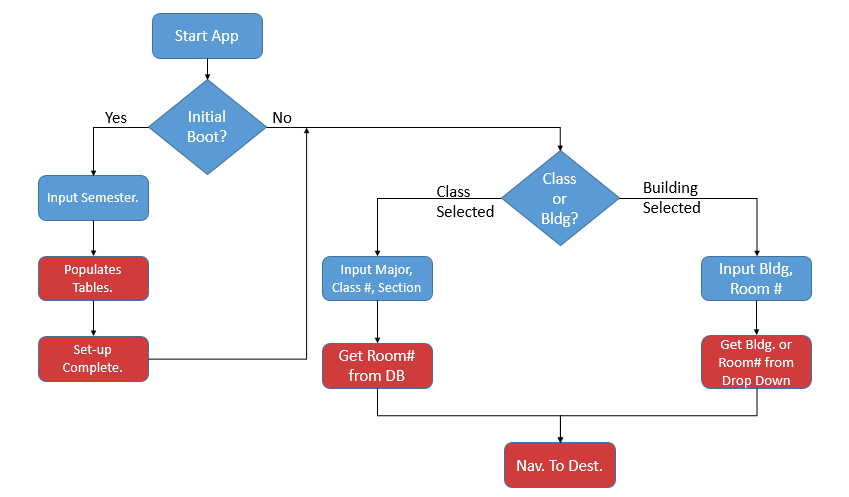 Start App
Initial
Boot?
Yes
No
Input Semester.
Populates
Tables.
Set-up
Complete.
Class
or
Bldg?
Class
Selected
Building
Selected
Input Major,
Class #, Section
Get Room#
from DB
Input Bldg,
Room #
Get Bldg. or
Room# from
Drop Down
Nav. To Dest.